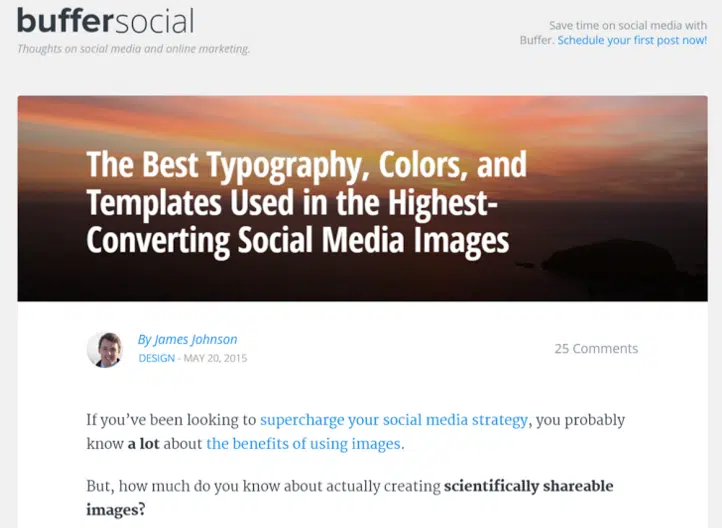 buffersocial
Thoughts on social media and online marketing.
Save time on social media with
Buffer. Schedule your first post now!
The Best Typography, Colors, and
Templates Used in the Highest-
Converting Social Media Images
By James Johnson
DESIGN - MAY 20, 2015
25 Comments
If you’ve been looking to supercharge your social media strategy, you probably
know a lot about the benefits of using images.
But, how much do you know about actually creating scientifically shareable
images?